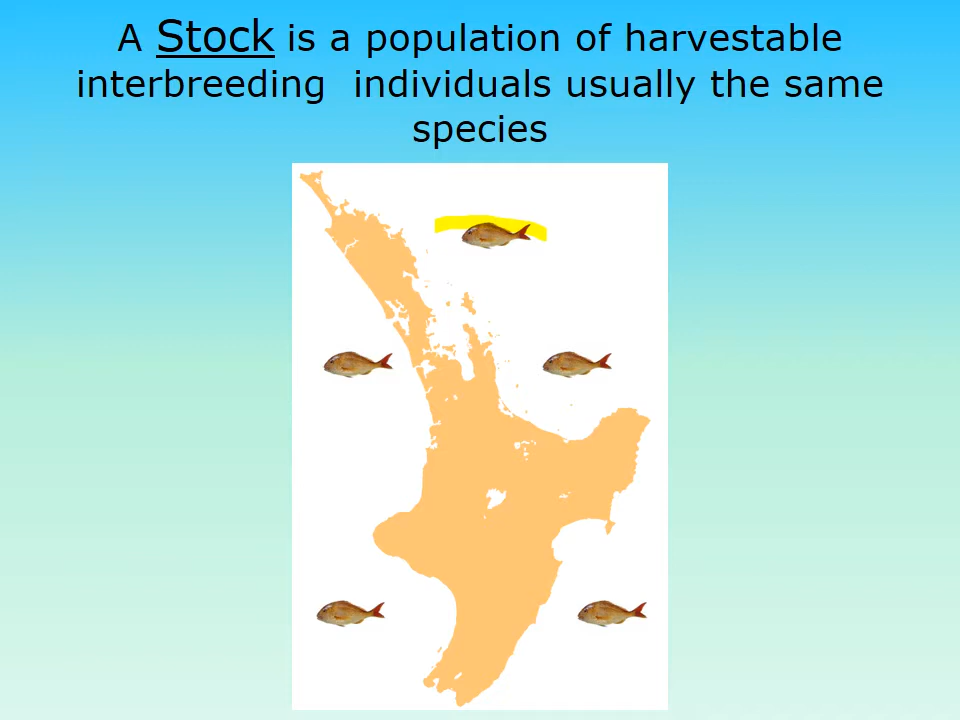 A Stock is a population of harvestable
interbreeding  individuals usually the same
species